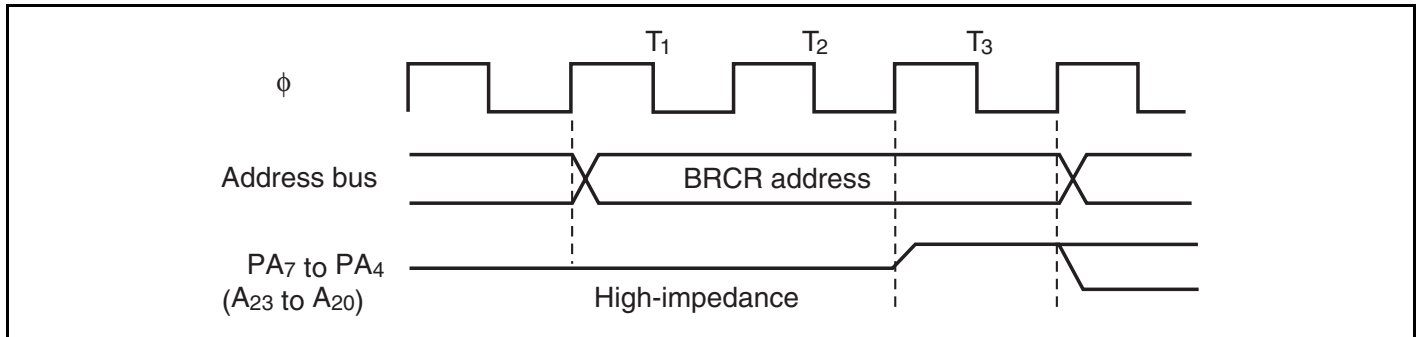 T1 T2 T3
ϕ
Address bus BRCR address
PA7 to PA4
(A23 to A20) High-impedance